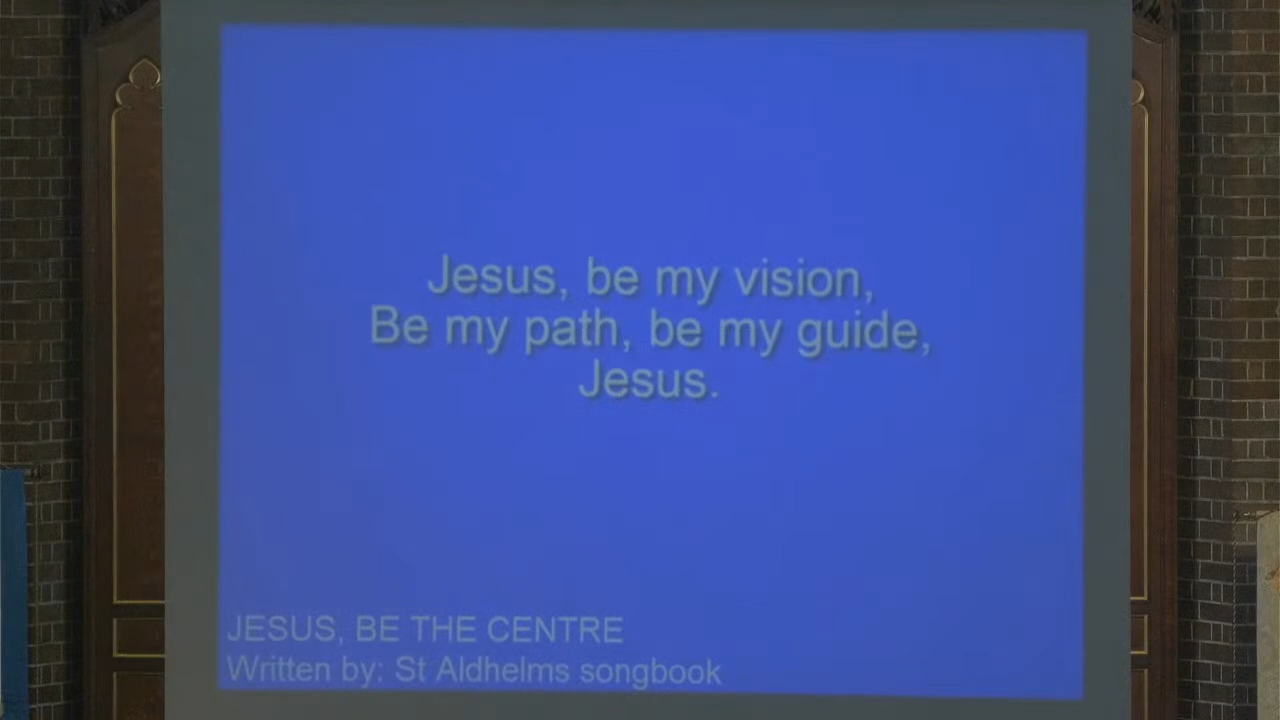 Jesus, be my vision,
Be my path, be my guide,
Jesus.
JESUS, BE THE CENTRE
Written by: St Aldhelms songbook